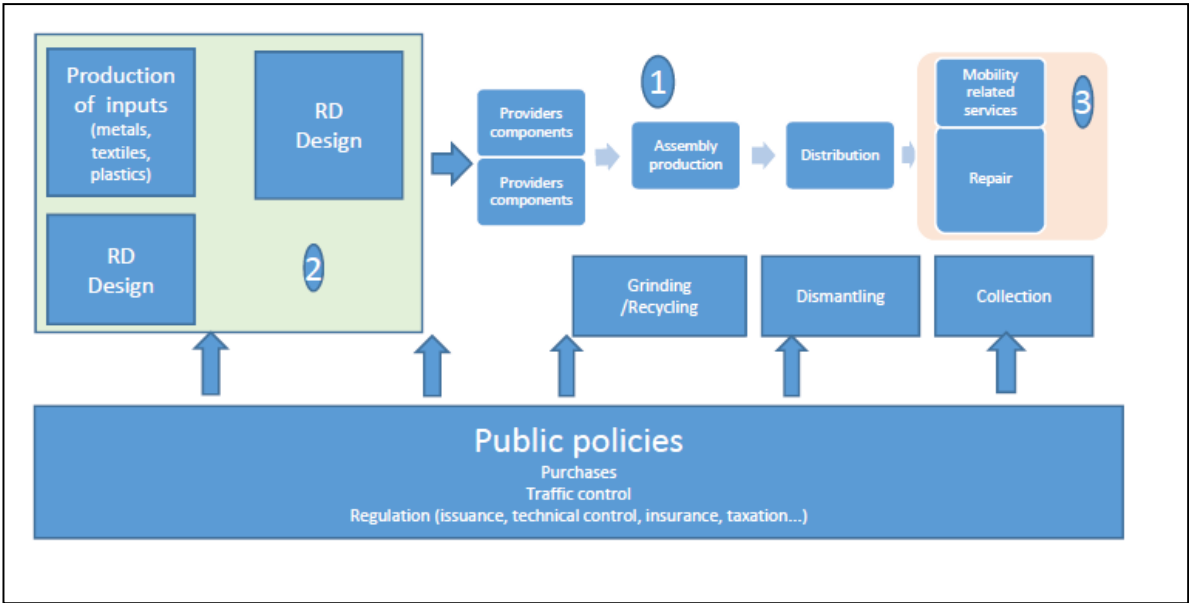 Production
of inputs
(metals,
textiles,
plastics)
RD
Design
RD
Design
2
Providers
components
Providers
components
1
Assembly
production
Distribution
Mobility
related
services
Repair
3
Grinding
/Recycling
Dismantling
Collection
Public policies
Purchases
Traffic control
Regulation (issuance, technical control, insurance, taxation...)